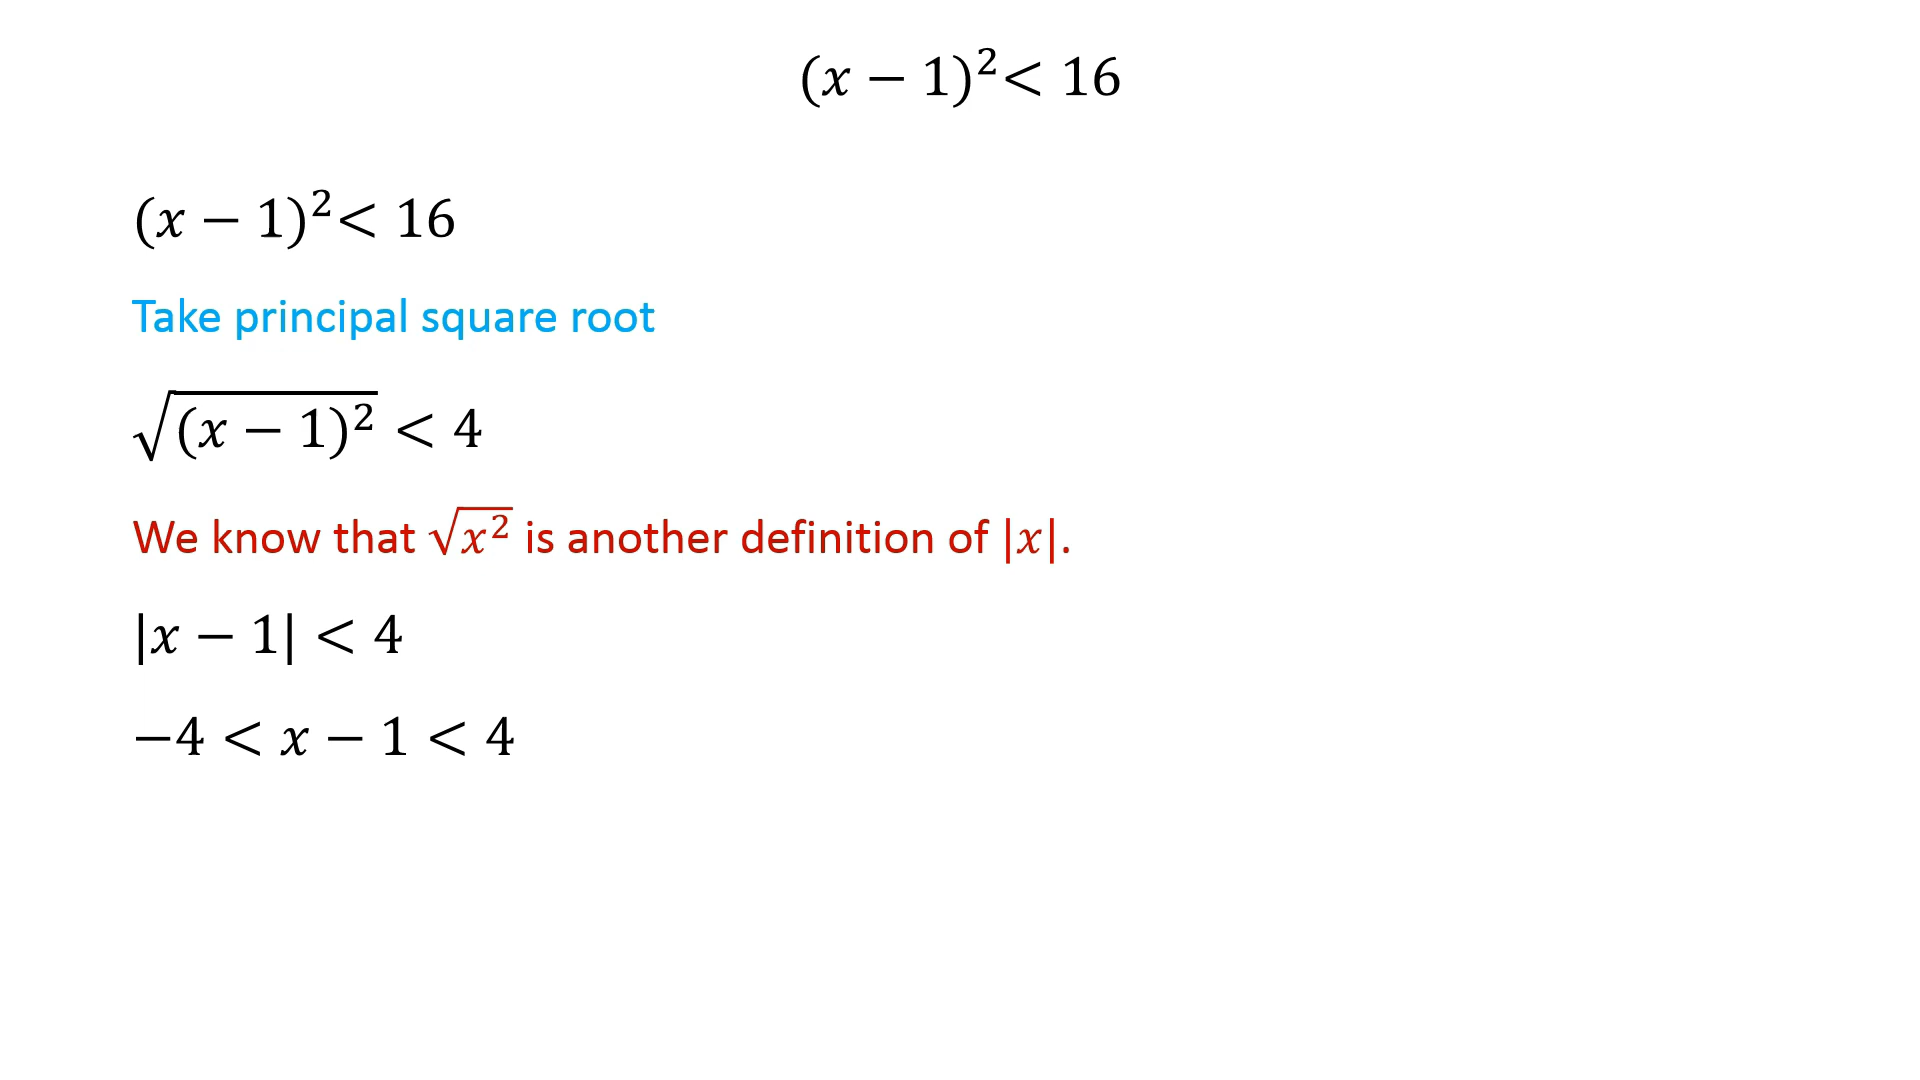 (x − 1)²< 16
(x − 1)²< 16
Take principal square root
√(x − 1)² < 4
We know that √x² is another definition of |x|.
|x − 1| < 4
−4 < x − 1 < 4